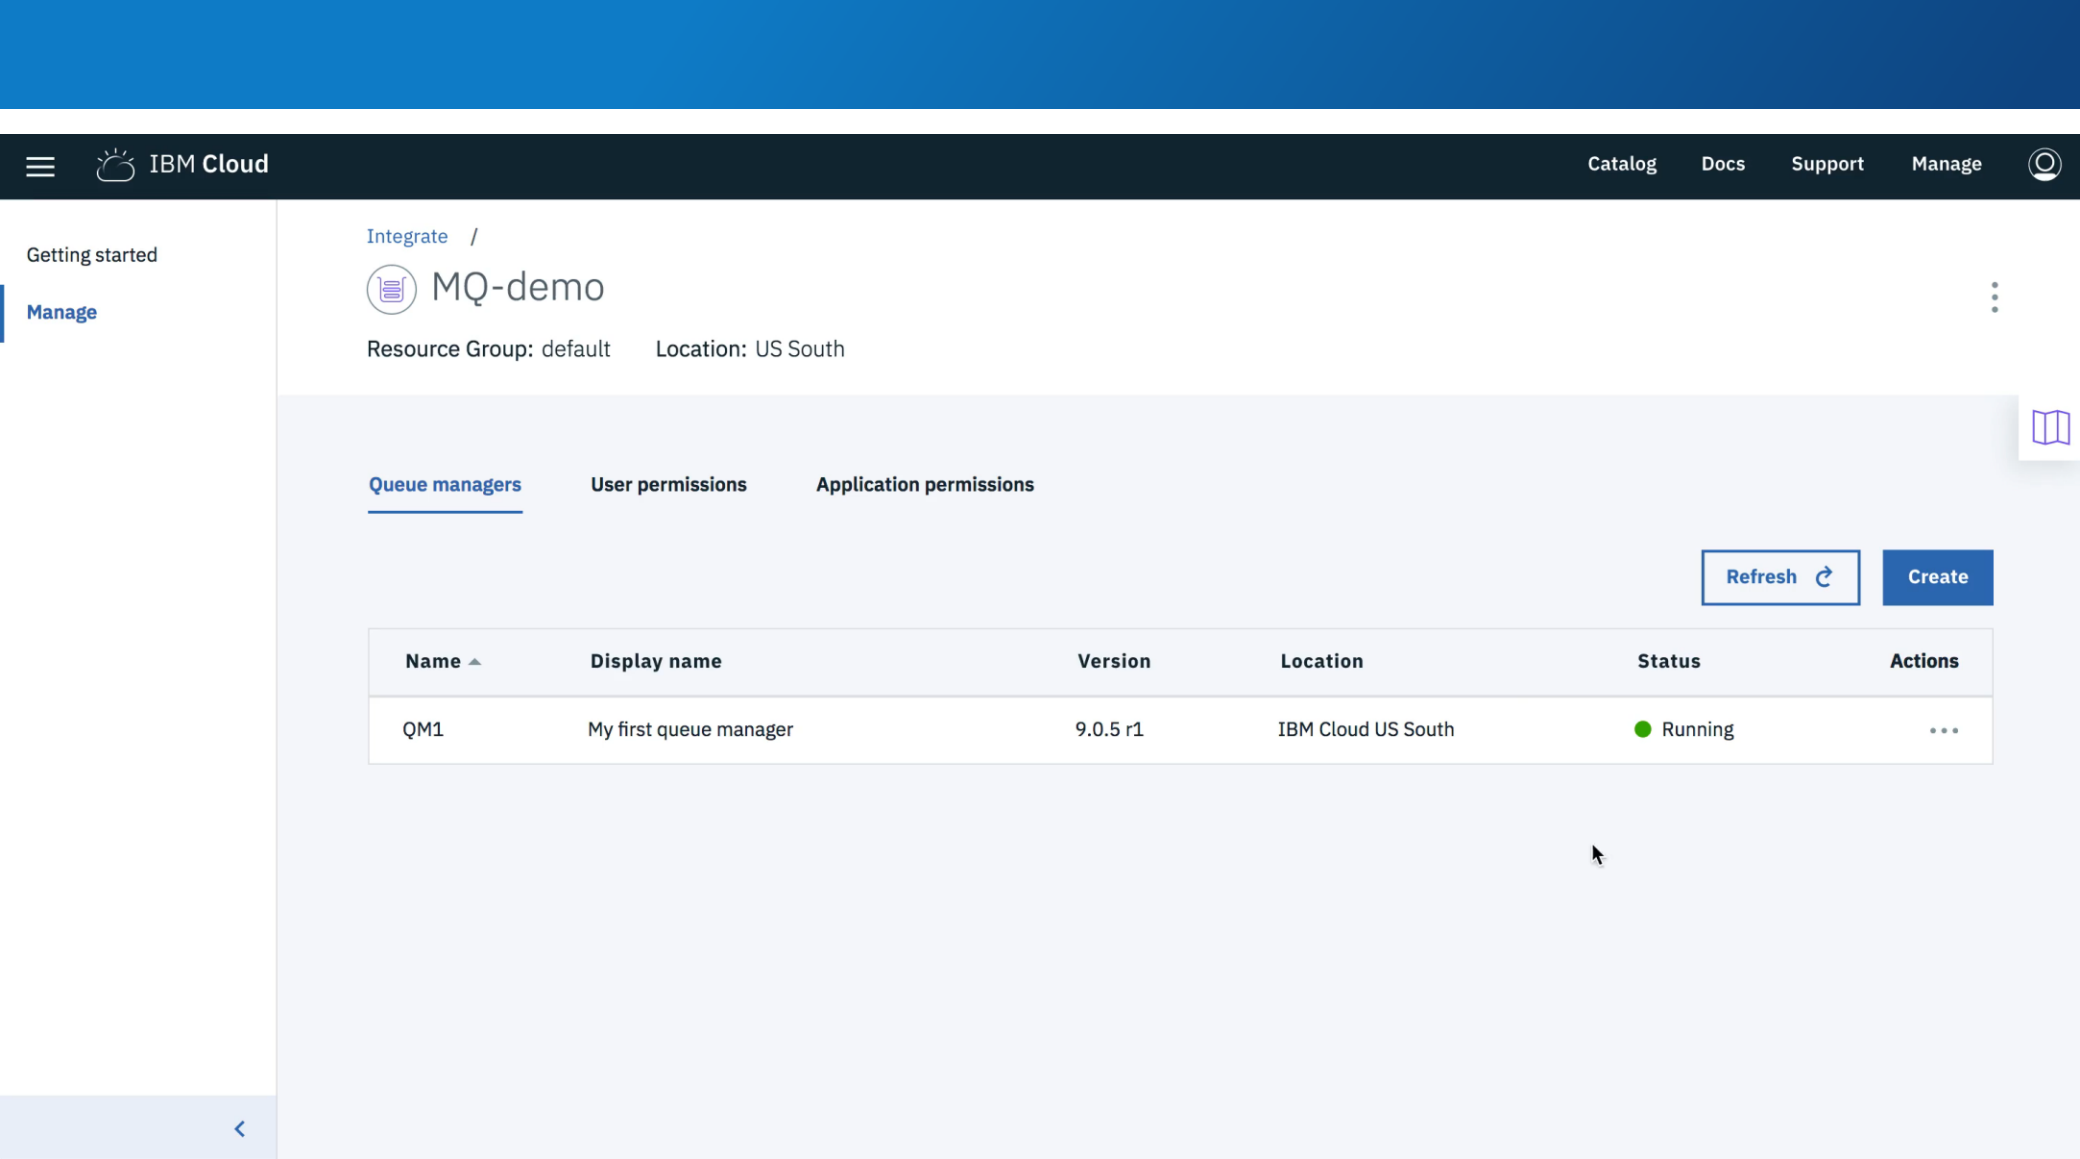 IBM Cloud
Catalog Docs Support Manage
Getting started
Manage
Integrate /
MQ-demo
Resource Group: default Location: US South
Queue managers User permissions Application permissions
Refresh Create
Name Display name Version Location Status Actions
QM1 My first queue manager 9.0.5 r1 IBM Cloud US South Running